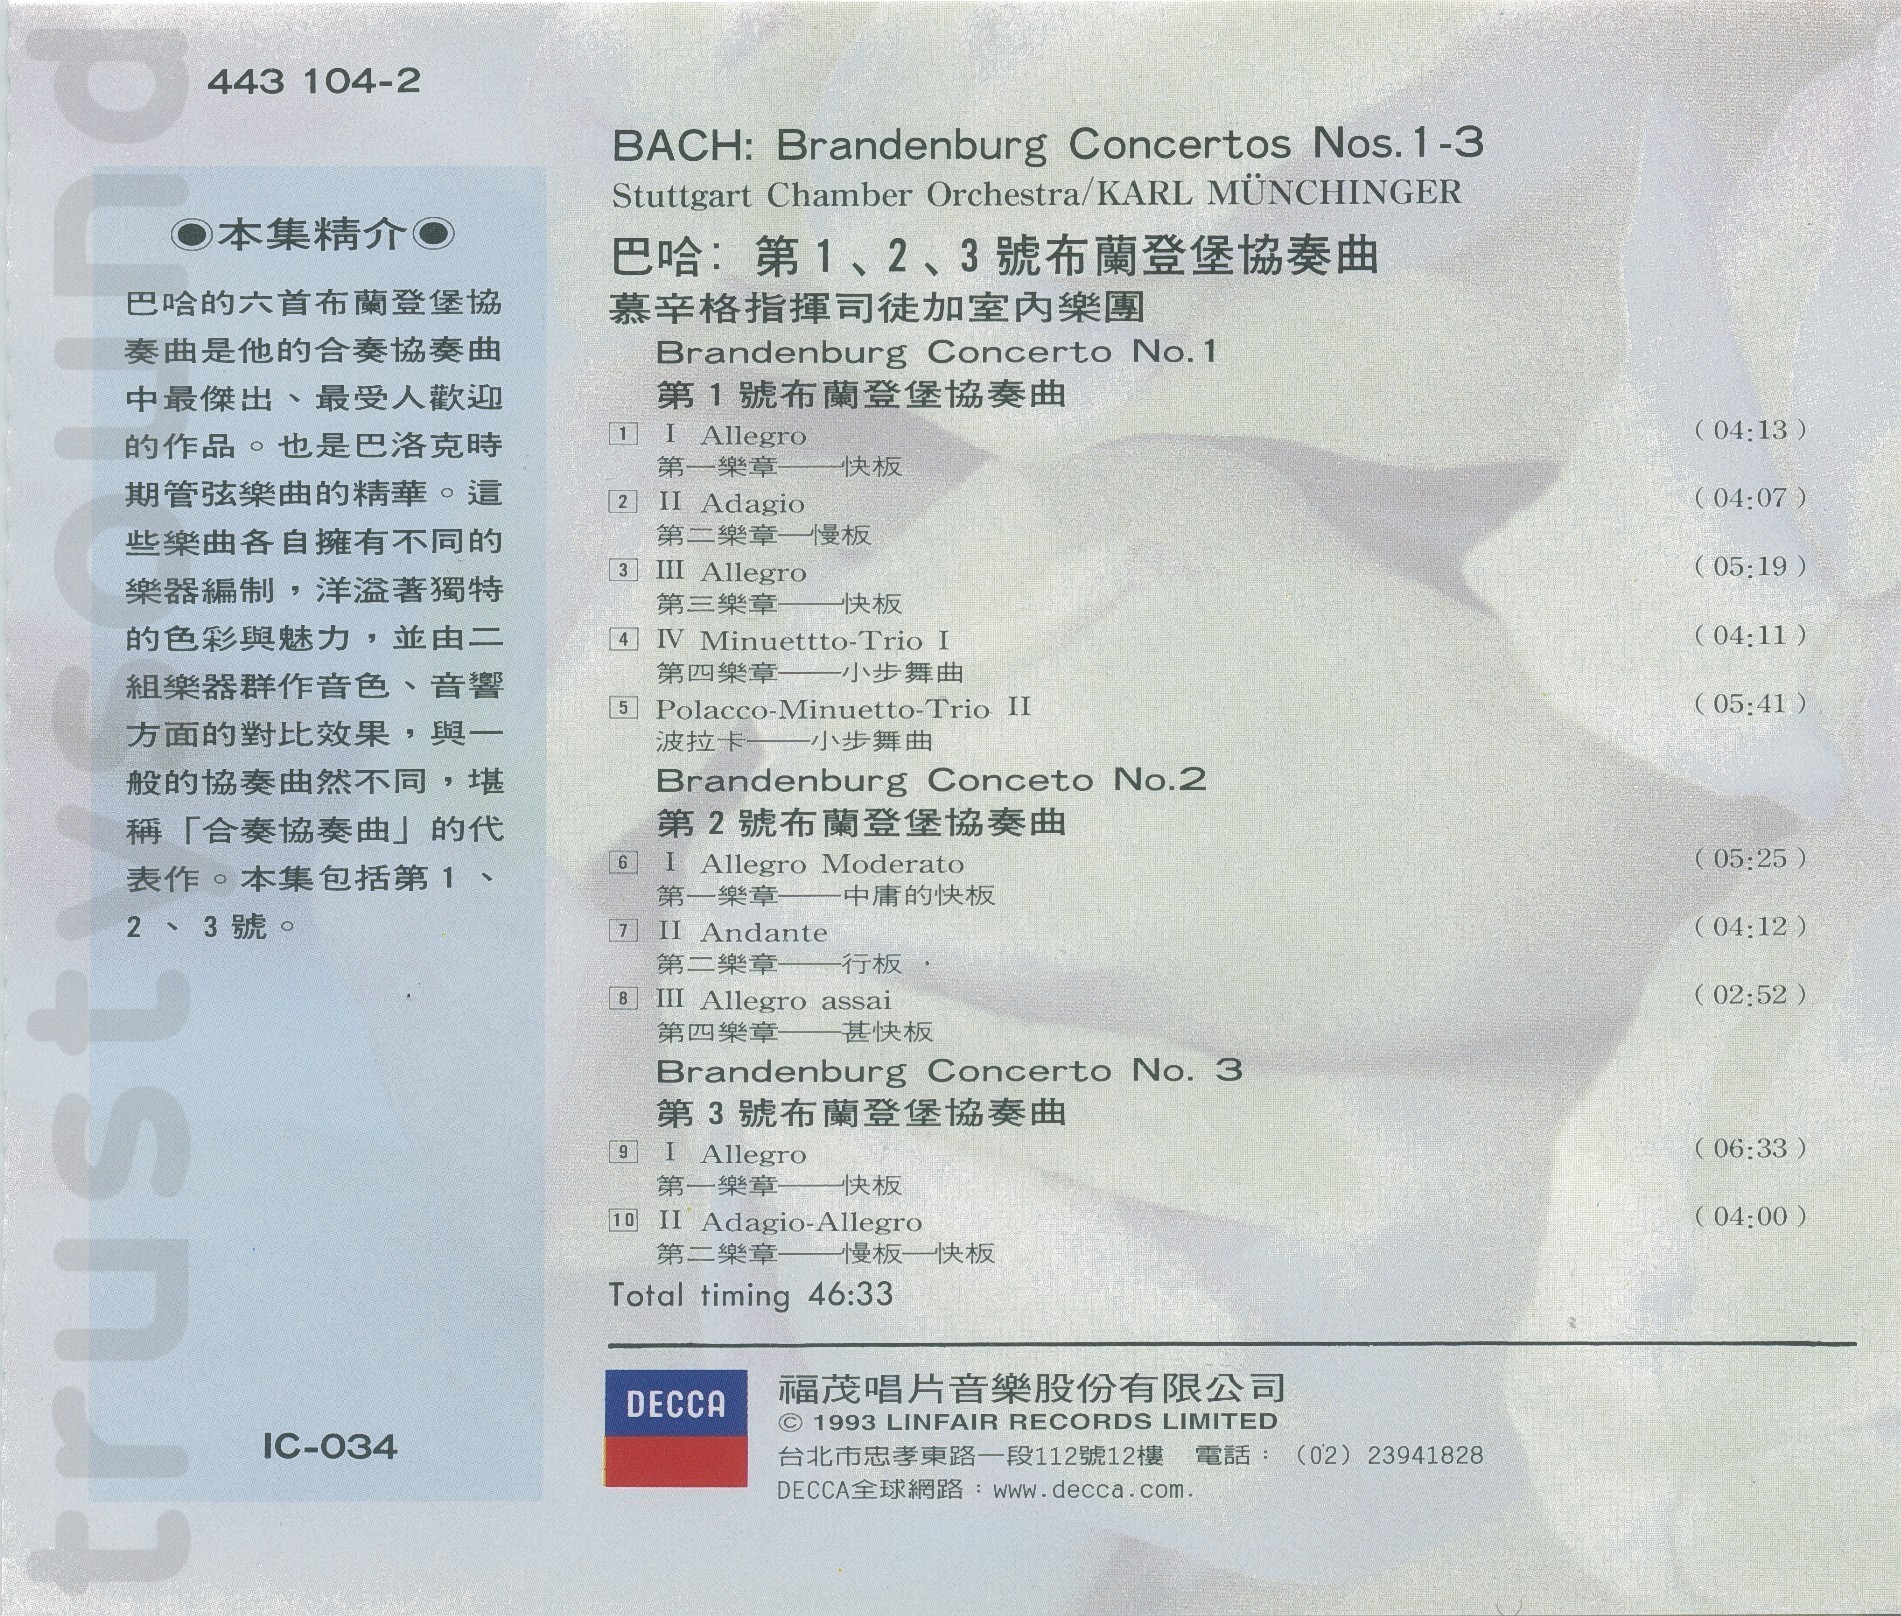 trust your sound
443 104-2
◉本集精介◉
巴哈的六首布蘭登堡協
奏曲是他的合奏協奏曲
中最傑出、最受人歡迎
的作品。也是巴洛克時
期管弦樂曲的精華。這
些樂曲各自擁有不同的
樂器編制，洋溢著獨特
的色彩與魅力，並由二
組樂器群作音色、音響
方面的對比效果，與一
般的協奏曲然不同，堪
稱「合奏協奏曲」的代
表作。本集包括第1、
2、3號。
IC-034
BACH: Brandenburg Concertos Nos.1-3
Stuttgart Chamber Orchestra/KARL MÜNCHINGER
巴哈: 第1、2、3號布蘭登堡協奏曲
慕辛格指揮司徒加室內樂團
Brandenburg Concerto No.1
第1號布蘭登堡協奏曲
1 I Allegro (04:13)
第一樂章——快板
2 II Adagio (04:07)
第二樂章—慢板
3 III Allegro (05:19)
第三樂章——快板
4 IV Minuettto-Trio I (04:11)
第四樂章——小步舞曲
5 Polacco-Minuetto-Trio II (05:41)
波拉卡——小步舞曲
Brandenburg Conceto No.2
第2號布蘭登堡協奏曲
6 I Allegro Moderato (05:25)
第一樂章——中庸的快板
7 II Andante (04:12)
第二樂章——行板
8 III Allegro assai (02:52)
第四樂章——甚快板
Brandenburg Concerto No. 3
第3號布蘭登堡協奏曲
9 I Allegro (06:33)
第一樂章——快板
10 II Adagio-Allegro (04:00)
第二樂章——慢板—快板
Total timing 46:33
DECCA
福茂唱片音樂股份有限公司
© 1993 LINFAIR RECORDS LIMITED
台北市忠孝東路一段112號12樓 電話：（02）23941828
DECCA全球網路：www.decca.com.